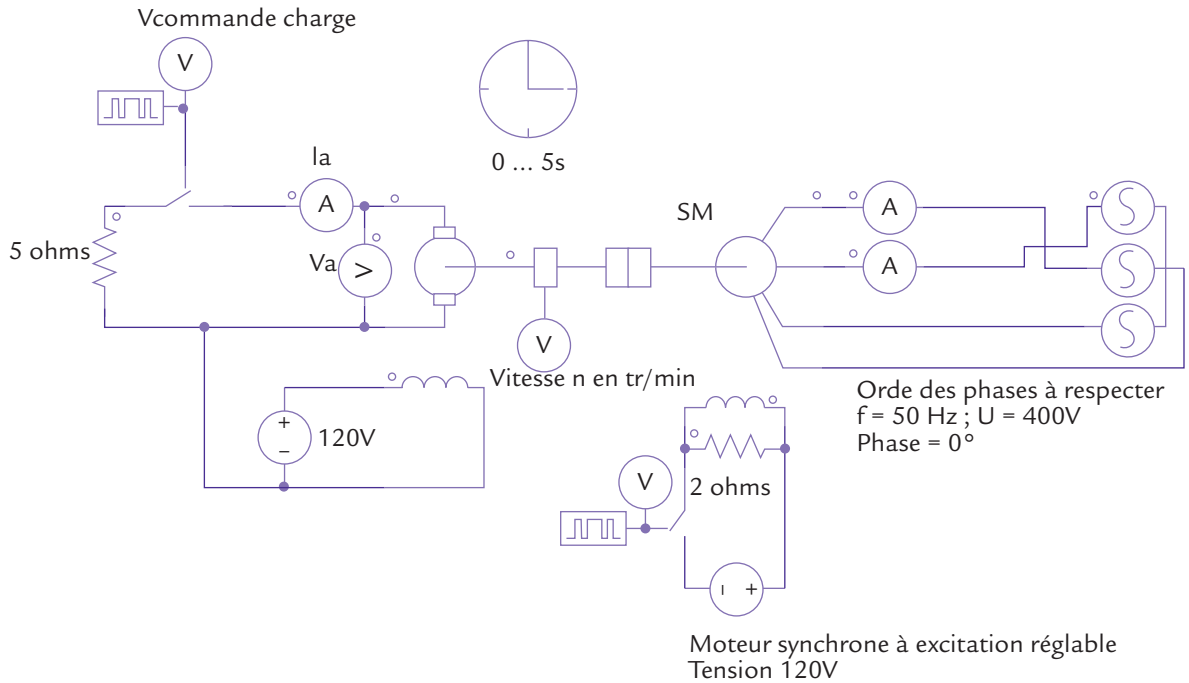 Vcommande charge
V
0 ... 5s
Ia
A
SM
A
5 ohms
Va
V
A
V
Vitesse n en tr/min
Orde des phases à respecter
f = 50 Hz ; U = 400V
Phase = 0°
+
120V
−
V
2 ohms
− +
Moteur synchrone à excitation réglable
Tension 120V